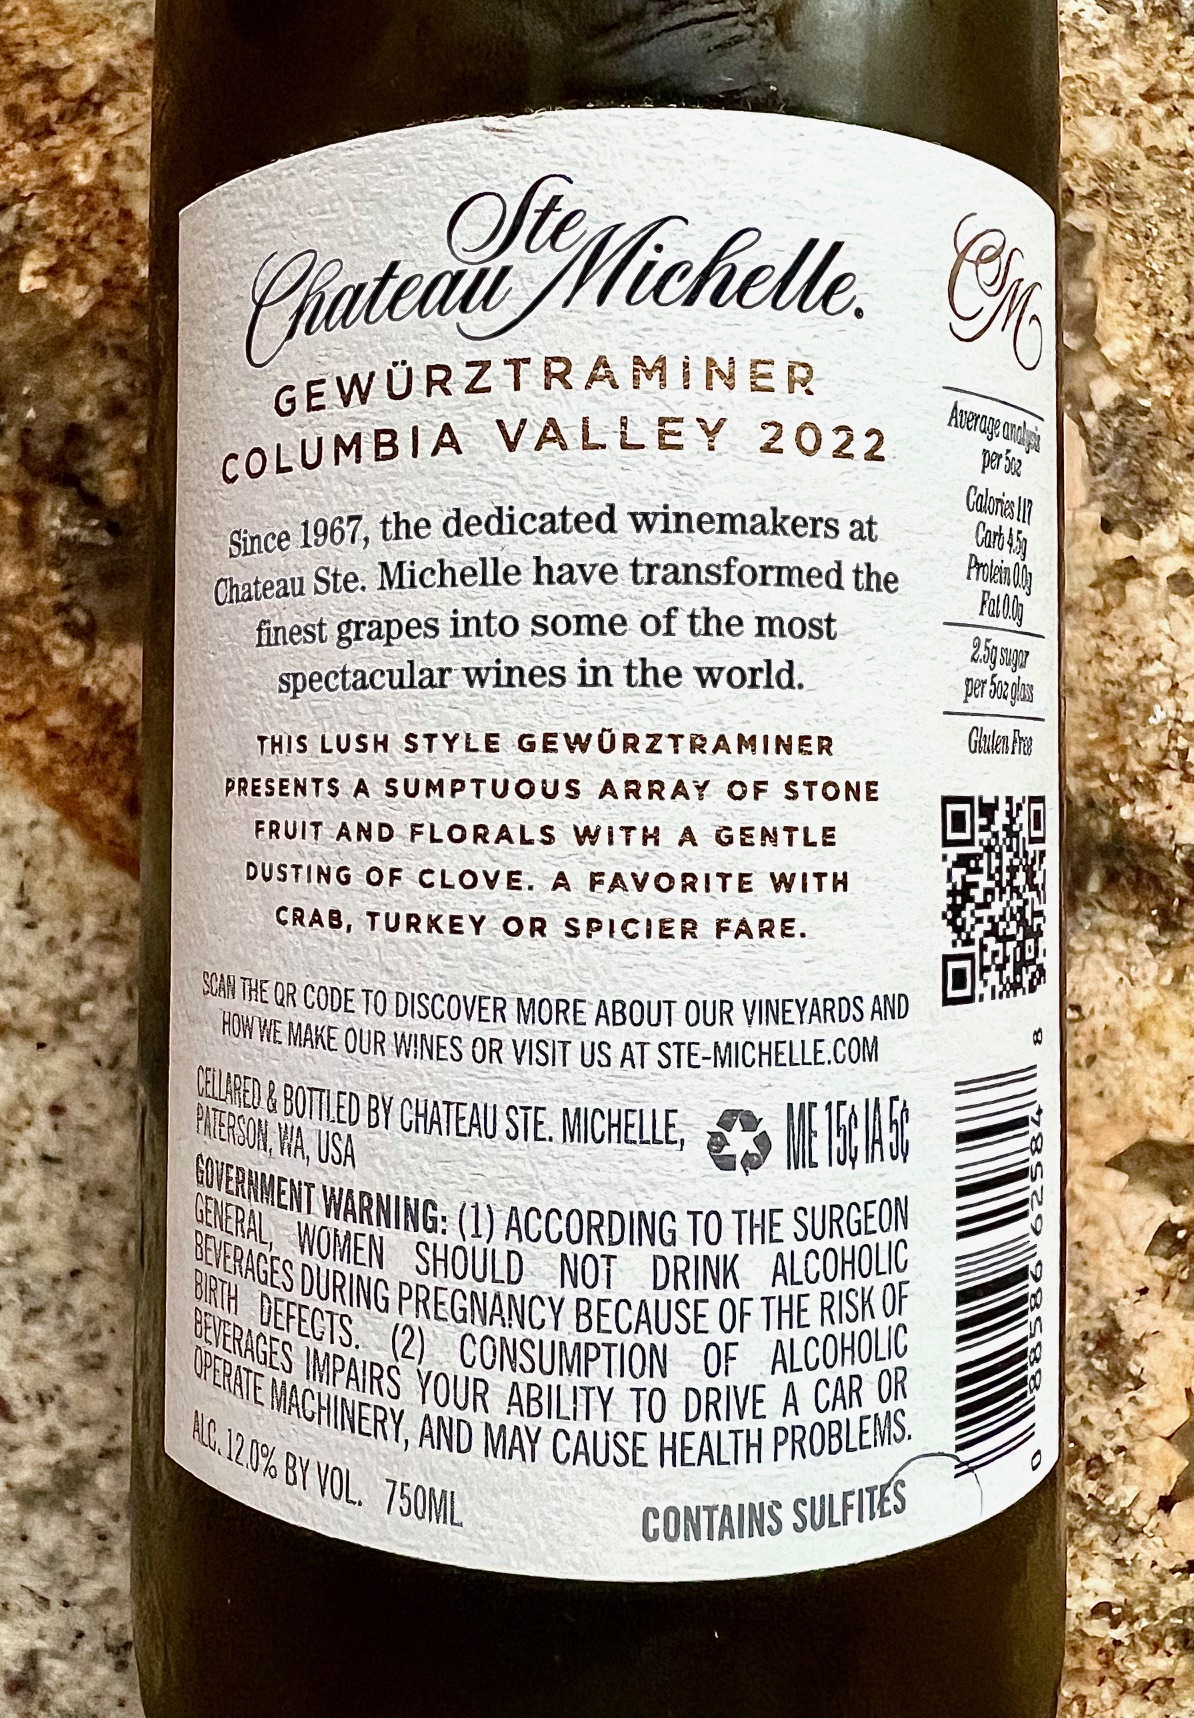 Ste
Chateau Michelle.
GEWÜRZTRAMINER
COLUMBIA VALLEY 2022
Since 1967, the dedicated winemakers at
Chateau Ste. Michelle have transformed the
finest grapes into some of the most
spectacular wines in the world.
THIS LUSH STYLE GEWÜRZTRAMINER
PRESENTS A SUMPTUOUS ARRAY OF STONE
FRUIT AND FLORALS WITH A GENTLE
DUSTING OF CLOVE. A FAVORITE WITH
CRAB, TURKEY OR SPICIER FARE.
SCAN THE QR CODE TO DISCOVER MORE ABOUT OUR VINEYARDS AND
HOW WE MAKE OUR WINES OR VISIT US AT STE-MICHELLE.COM
CELLARED & BOTTLED BY CHATEAU STE. MICHELLE,
PATERSON, WA, USA
ME 15¢ IA 5¢
GOVERNMENT WARNING: (1) ACCORDING TO THE SURGEON
GENERAL, WOMEN SHOULD NOT DRINK ALCOHOLIC
BEVERAGES DURING PREGNANCY BECAUSE OF THE RISK OF
BIRTH DEFECTS. (2) CONSUMPTION OF ALCOHOLIC
BEVERAGES IMPAIRS YOUR ABILITY TO DRIVE A CAR OR
OPERATE MACHINERY, AND MAY CAUSE HEALTH PROBLEMS.
ALC. 12.0% BY VOL. 750ML
CONTAINS SULFITES
CSM
Average analysis
per 5oz
Calories 117
Carb 4.5g
Protein 0.0g
Fat 0.0g
2.5g sugar
per 5oz glass
Gluten Free
0 88586 62584 8